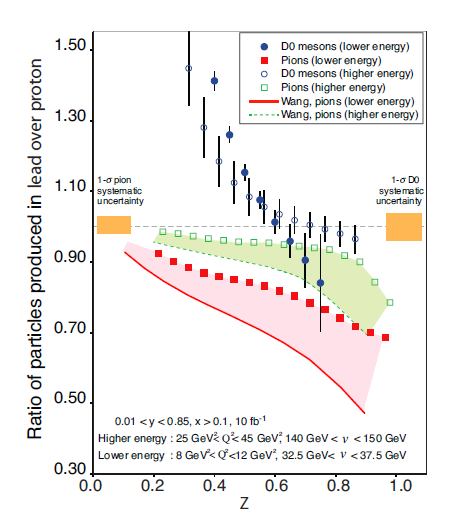 Ratio of particles produced in lead over proton
1.50
1.30
1.10
0.90
0.70
0.50
0.30
D0 mesons (lower energy)
Pions (lower energy)
D0 mesons (higher energy)
Pions (higher energy)
Wang, pions (lower energy)
Wang, pions (higher energy)
1-σ pion
systematic
uncertainty
1-σ D0
systematic
uncertainty
0.01 < y < 0.85, x > 0.1, 10 fb⁻¹
Higher energy : 25 GeV²< Q²<45 GeV², 140 GeV < ν < 150 GeV
Lower energy : 8 GeV²< Q²<12 GeV², 32.5 GeV< ν < 37.5 GeV
0.0 0.2 0.4 0.6 0.8 1.0
Z